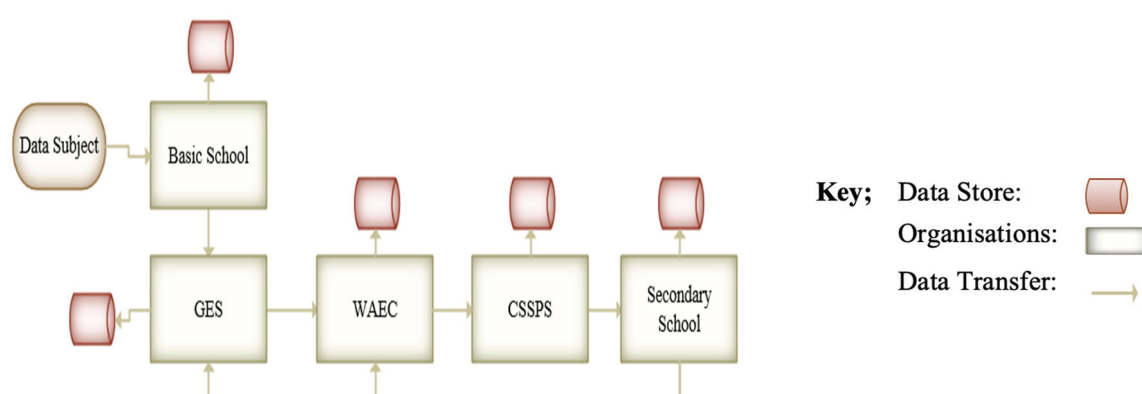 Data Subject
Basic School
GES
WAEC
CSSPS
Secondary
School
Key; Data Store:
Organisations:
Data Transfer: